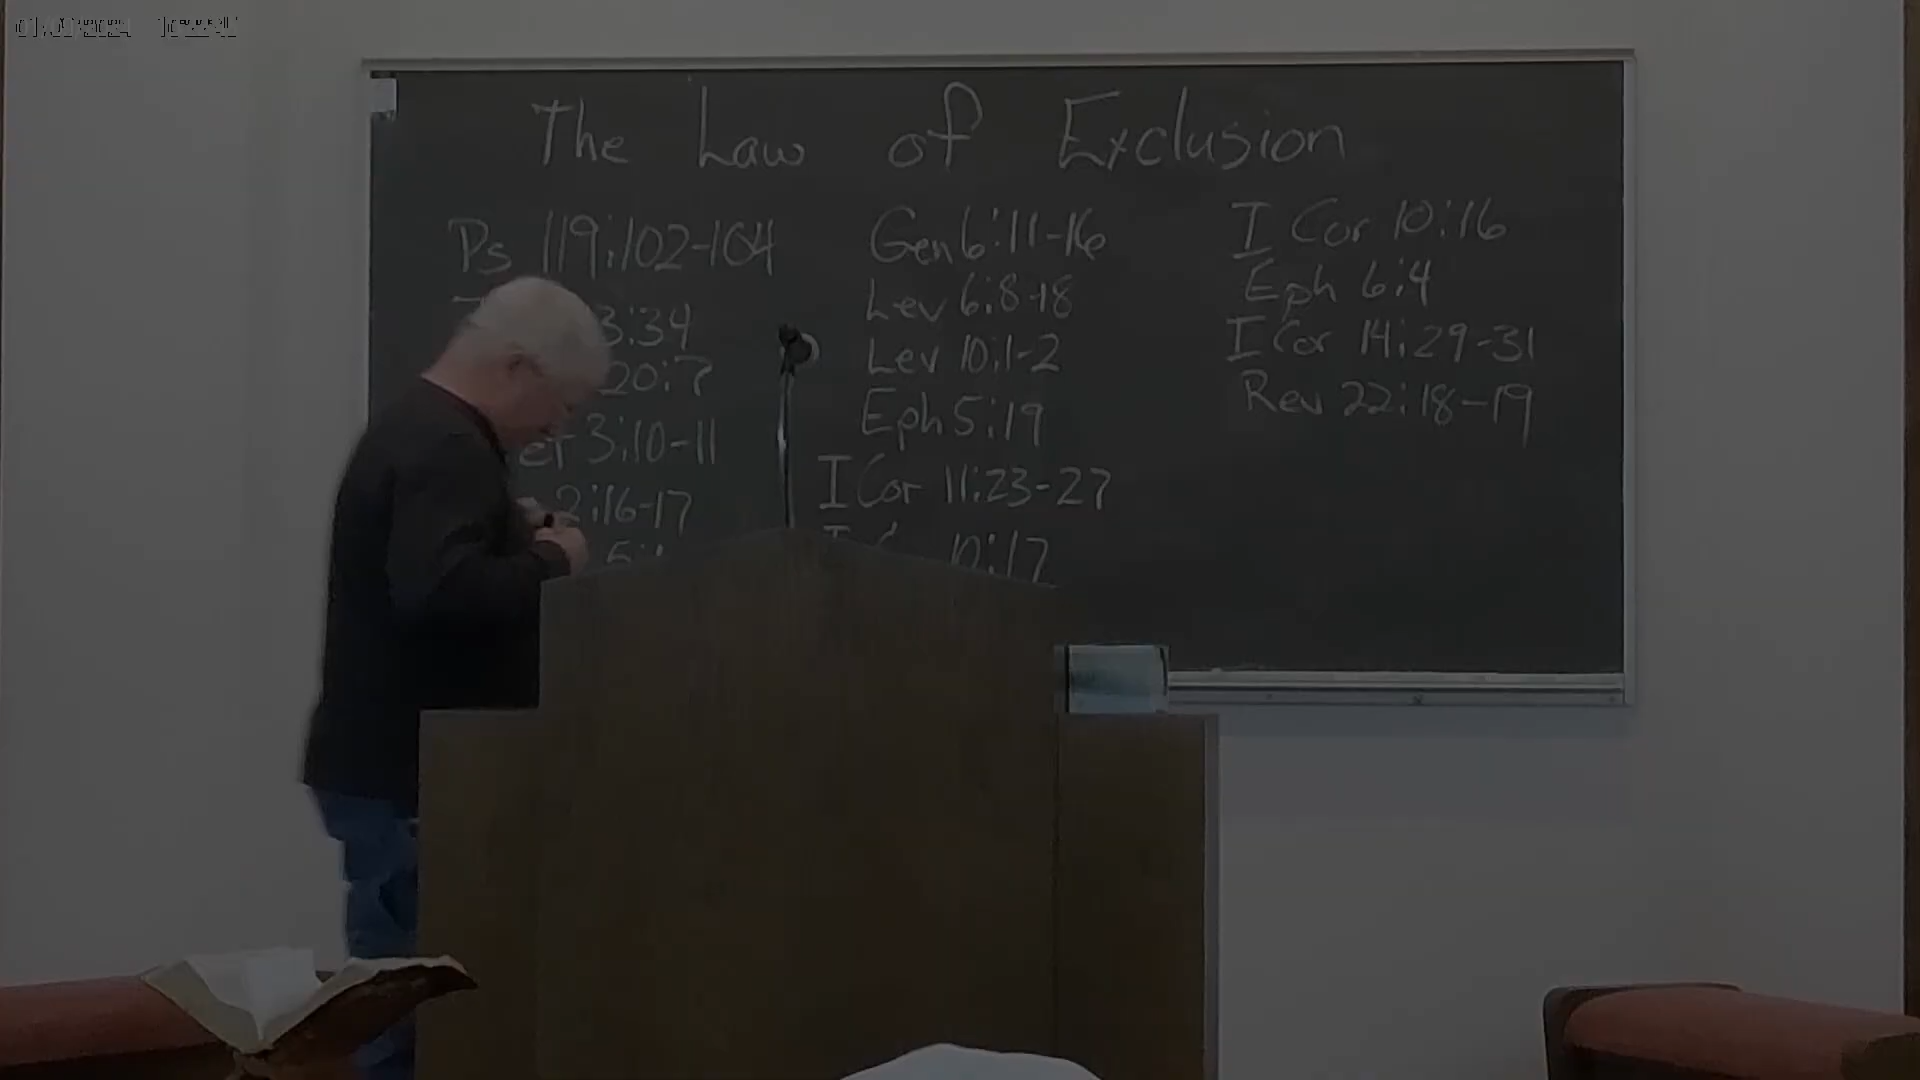 The Law of Exclusion
Ps 119:102-104
3:34
20:7
3:10-11
2:16-17
Gen 6:11-16
Lev 6:8-18
Lev 10:1-2
Eph 5:19
I Cor 11:23-27
10:17
I Cor 10:16
Eph 6:4
I Cor 14:29-31
Rev 22:18-19